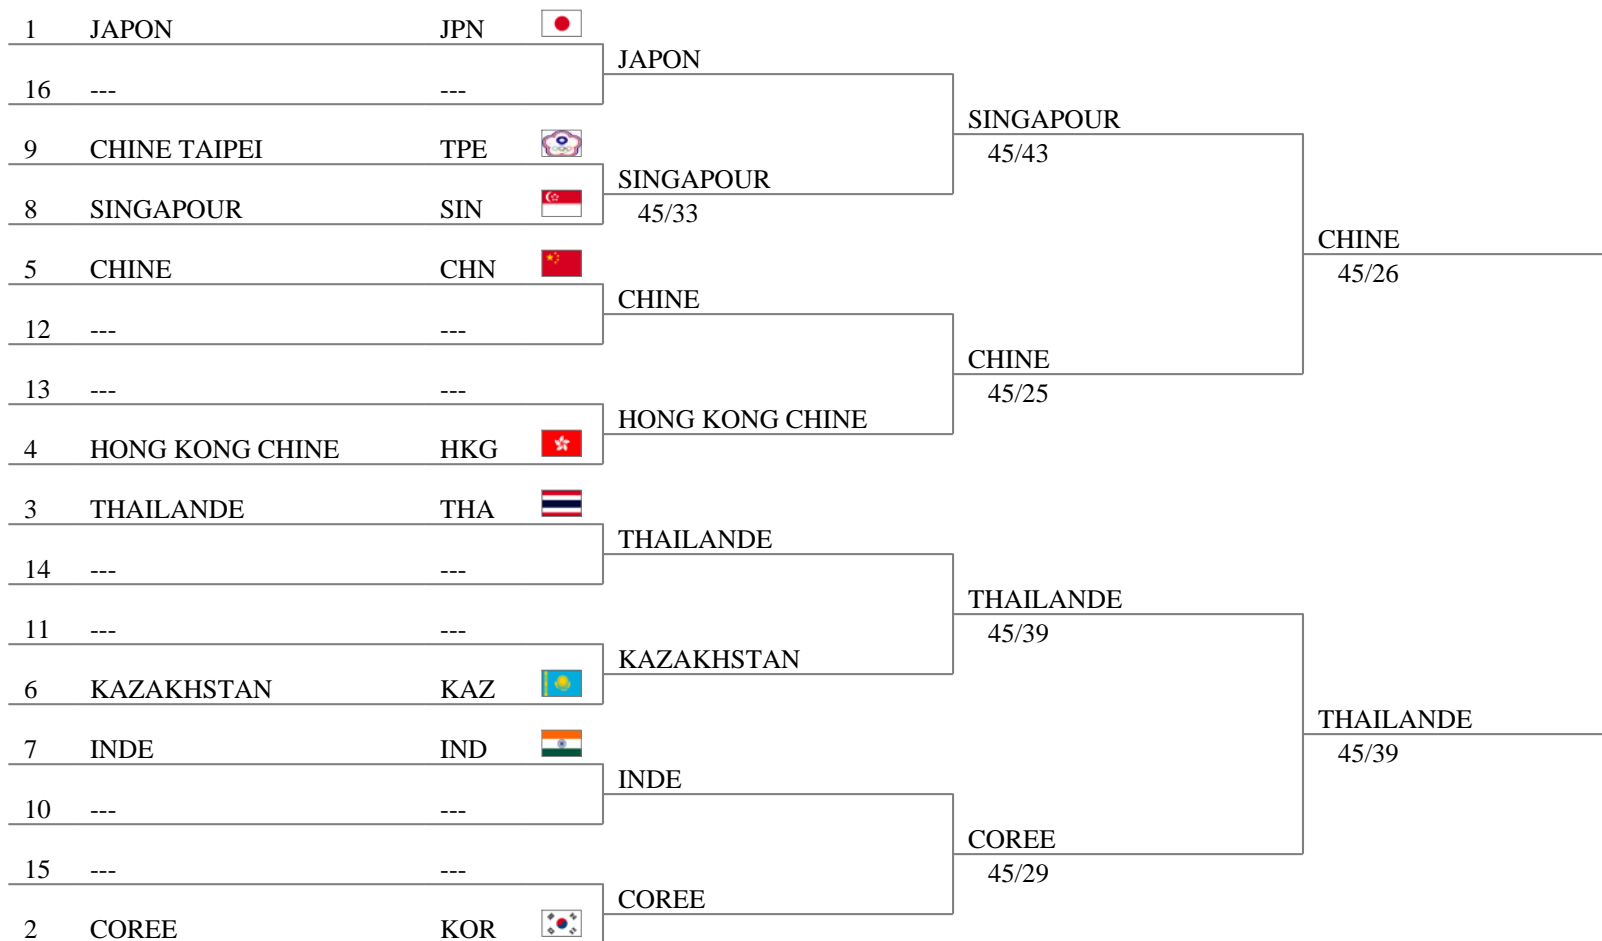 1 JAPON JPN
16 --- ---
9 CHINE TAIPEI TPE
8 SINGAPOUR SIN
5 CHINE CHN
12 --- ---
13 --- ---
4 HONG KONG CHINE HKG
3 THAILANDE THA
14 --- ---
11 --- ---
6 KAZAKHSTAN KAZ
7 INDE IND
10 --- ---
15 --- ---
2 COREE KOR
JAPON
SINGAPOUR
45/33
CHINE
HONG KONG CHINE
THAILANDE
KAZAKHSTAN
INDE
COREE
SINGAPOUR
45/43
CHINE
45/25
THAILANDE
45/39
COREE
45/29
CHINE
45/26
THAILANDE
45/39